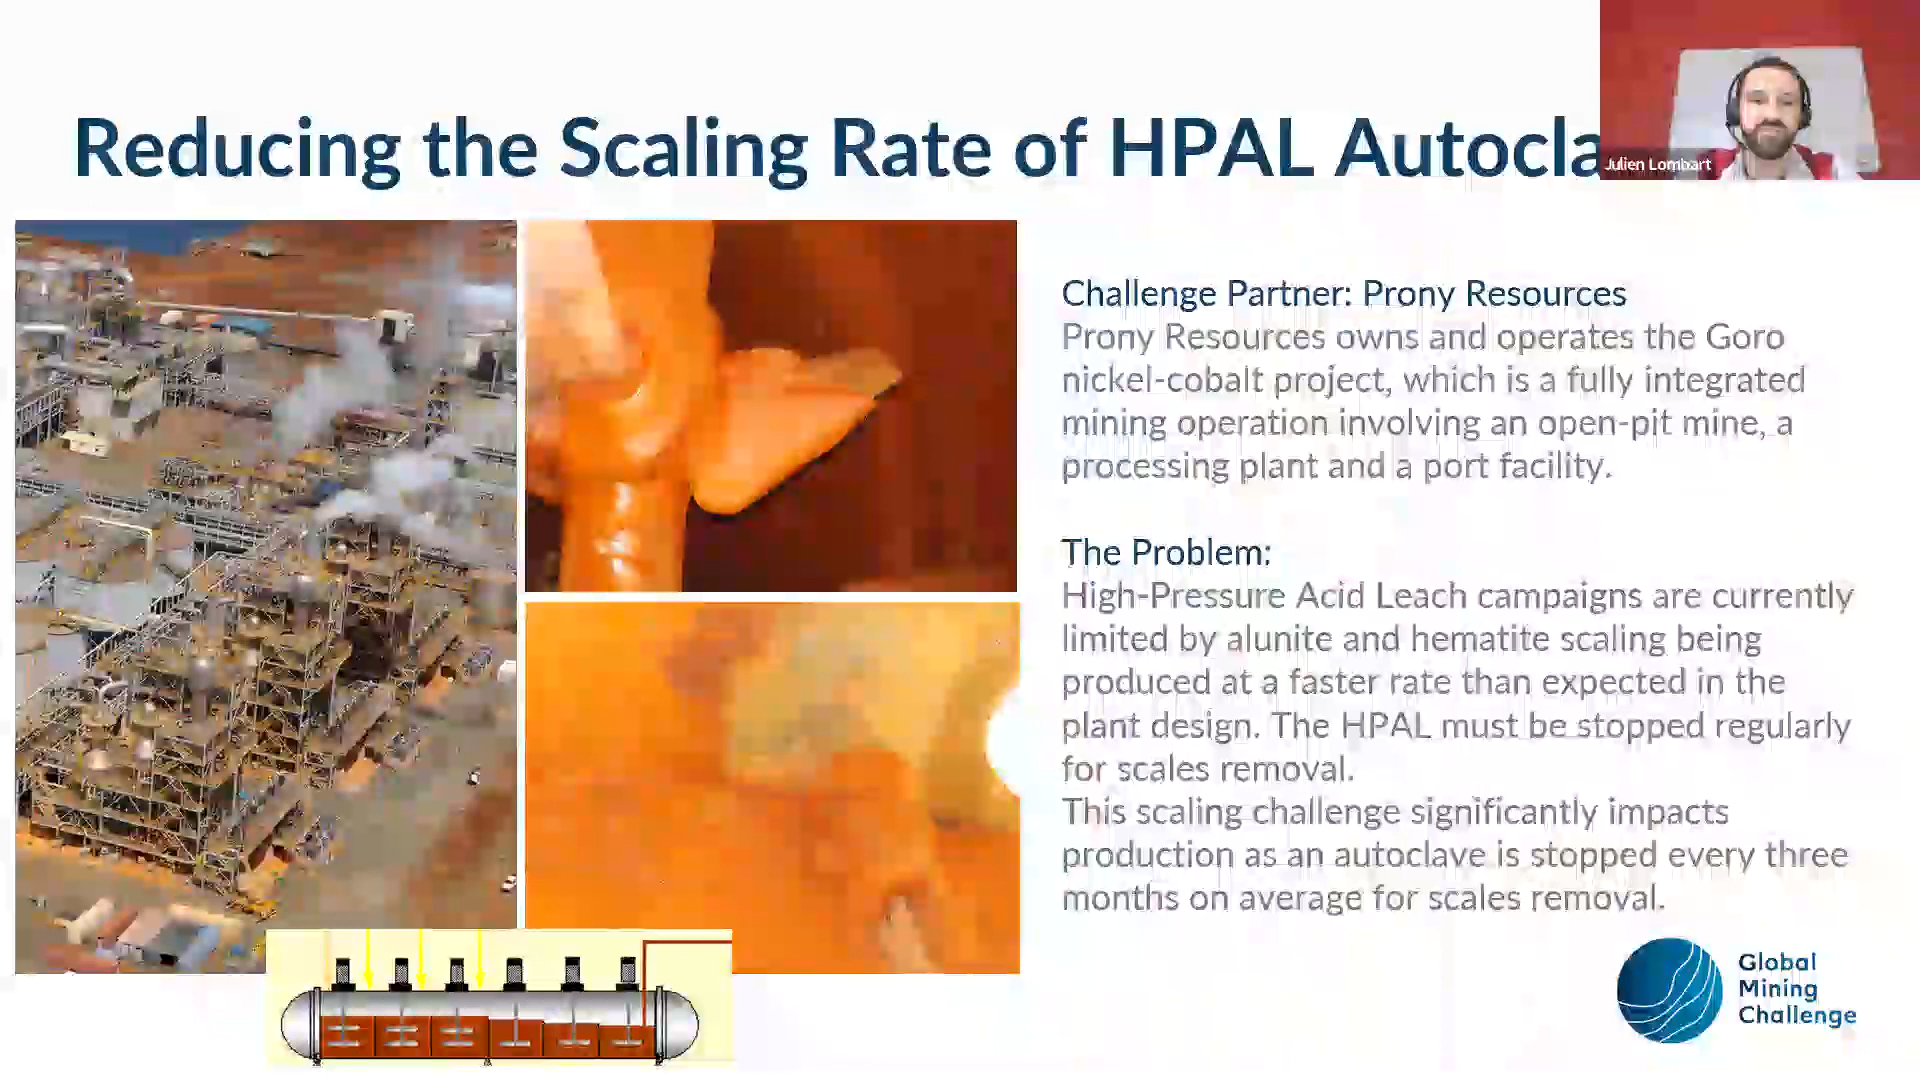 Reducing the Scaling Rate of HPAL Autocla
Julien Lombart
Challenge Partner: Prony Resources
Prony Resources owns and operates the Goro
nickel-cobalt project, which is a fully integrated
mining operation involving an open-pit mine, a
processing plant and a port facility.
The Problem:
High-Pressure Acid Leach campaigns are currently
limited by alunite and hematite scaling being
produced at a faster rate than expected in the
plant design. The HPAL must be stopped regularly
for scales removal.
This scaling challenge significantly impacts
production as an autoclave is stopped every three
months on average for scales removal.
Global
Mining
Challenge